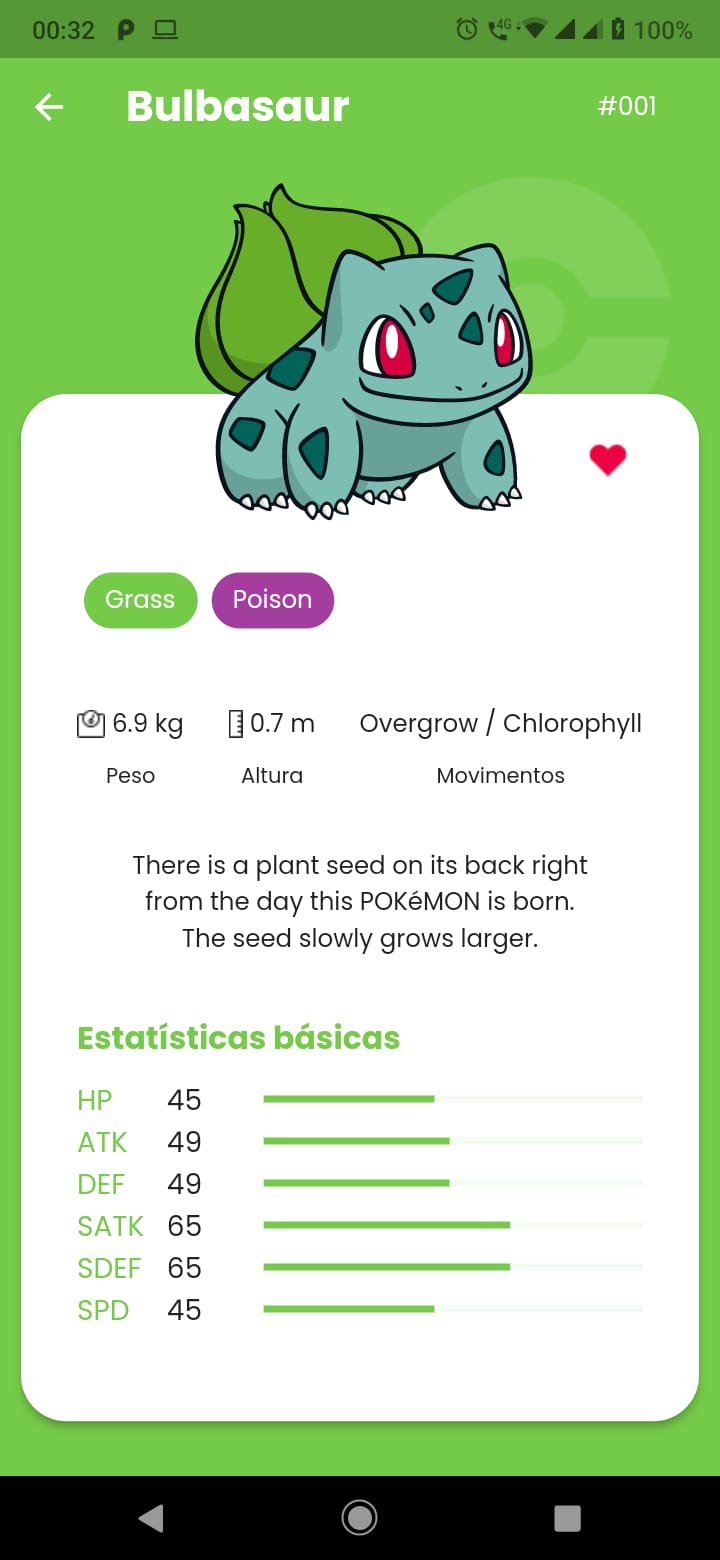 00:32 4G 100%
Bulbasaur #001
Grass Poison
6.9 kg 0.7 m Overgrow / Chlorophyll
Peso Altura Movimentos
There is a plant seed on its back right
from the day this POKéMON is born.
The seed slowly grows larger.
Estatísticas básicas
HP 45
ATK 49
DEF 49
SATK 65
SDEF 65
SPD 45